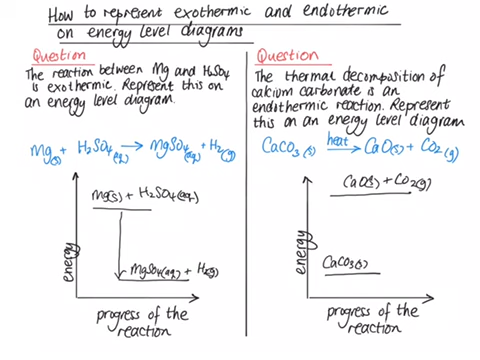 How to represent exothermic and endothermic
on energy level diagrams
Question
The reaction between Mg and H₂SO₄
is exothermic. Represent this on
an energy level diagram.
Mg(s) + H₂SO₄(aq) → MgSO₄(aq) + H₂(g)
energy
Mg(s) + H₂SO₄(aq)
MgSO₄(aq) + H₂(g)
progress of the
reaction
Question
The thermal decomposition of
calcium carbonate is an
endothermic reaction. Represent
this on an energy level diagram
CaCO₃(s) heat→ CaO(s) + CO₂(g)
energy
CaO(s) + CO₂(g)
CaCO₃(s)
progress of the
reaction